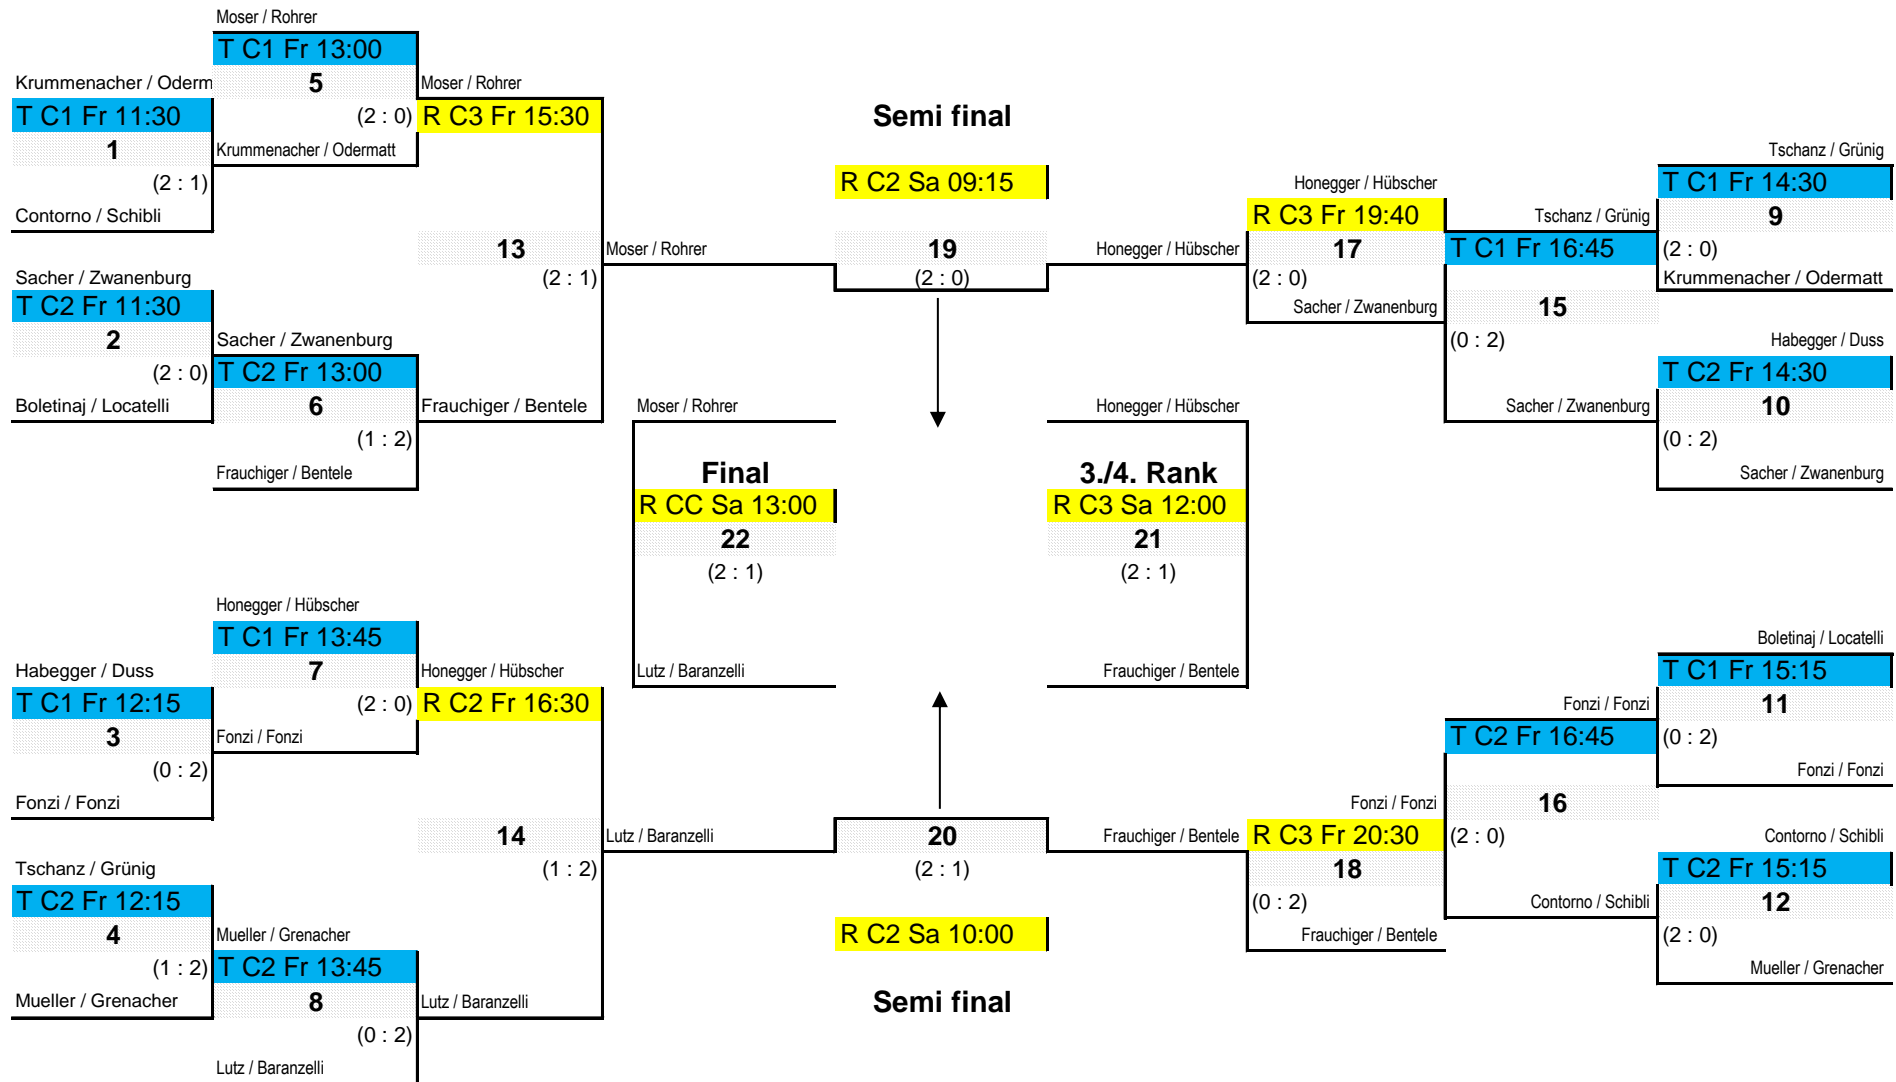 Moser / Rohrer
T C1 Fr 13:00
Krummenacher / Oderm
5
Moser / Rohrer
T C1 Fr 11:30
(2 : 0)
R C3 Fr 15:30
Semi final
1
Krummenacher / Odermatt
Tschanz / Grünig
(2 : 1)
R C2 Sa 09:15
Honegger / Hübscher
T C1 Fr 14:30
Contorno / Schibli
R C3 Fr 19:40
Tschanz / Grünig
9
13
Moser / Rohrer
19
Honegger / Hübscher
17
T C1 Fr 16:45
(2 : 0)
Sacher / Zwanenburg
(2 : 1)
(2 : 0)
(2 : 0)
Krummenacher / Odermatt
T C2 Fr 11:30
Sacher / Zwanenburg
15
2
Sacher / Zwanenburg
(0 : 2)
Habegger / Duss
(2 : 0)
T C2 Fr 13:00
T C2 Fr 14:30
Boletinaj / Locatelli
6
Frauchiger / Bentele
Moser / Rohrer
Honegger / Hübscher
Sacher / Zwanenburg
10
(1 : 2)
(0 : 2)
Frauchiger / Bentele
Final
3./4. Rank
Sacher / Zwanenburg
R CC Sa 13:00
R C3 Sa 12:00
22
21
(2 : 1)
(2 : 1)
Honegger / Hübscher
T C1 Fr 13:45
Boletinaj / Locatelli
Habegger / Duss
7
Honegger / Hübscher
Lutz / Baranzelli
Frauchiger / Bentele
T C1 Fr 15:15
T C1 Fr 12:15
(2 : 0)
R C2 Fr 16:30
Fonzi / Fonzi
11
3
Fonzi / Fonzi
T C2 Fr 16:45
(0 : 2)
(0 : 2)
Fonzi / Fonzi
Fonzi / Fonzi
Fonzi / Fonzi
16
14
Lutz / Baranzelli
20
Frauchiger / Bentele
R C3 Fr 20:30
(2 : 0)
Contorno / Schibli
Tschanz / Grünig
(1 : 2)
(2 : 1)
18
T C2 Fr 15:15
T C2 Fr 12:15
(0 : 2)
Contorno / Schibli
12
4
Mueller / Grenacher
R C2 Sa 10:00
Frauchiger / Bentele
(2 : 0)
(1 : 2)
T C2 Fr 13:45
Mueller / Grenacher
Mueller / Grenacher
8
Lutz / Baranzelli
Semi final
(0 : 2)
Lutz / Baranzelli